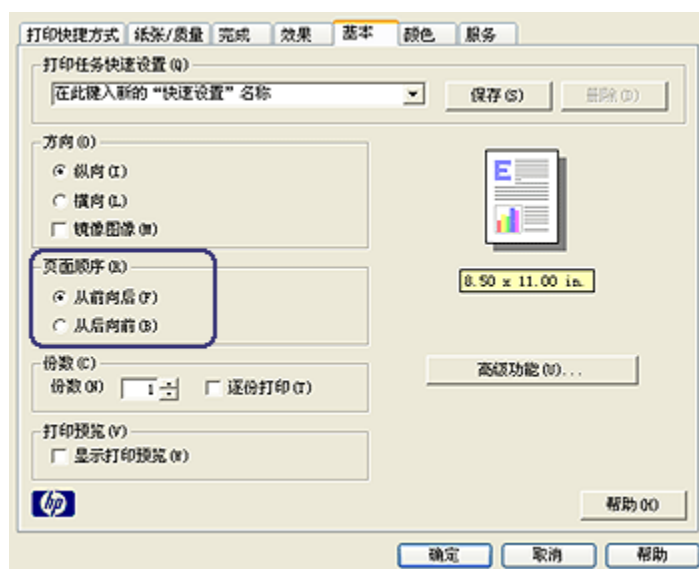 打印快捷方式 纸张/质量 完成 效果 基本 颜色 服务
打印任务快速设置(Q)
在此键入新的“快速设置”名称 保存(S) 删除(D)
方向(O)
纵向(I)
横向(L)
镜像图像(M)
E
页面顺序(R)
8.50 x 11.00 in.
从前向后(F)
从后向前(B)
份数(C)
份数(N) 1 逐份打印(T)
高级功能(U)...
打印预览(V)
显示打印预览(W)
hp
帮助(H)
确定 取消 帮助